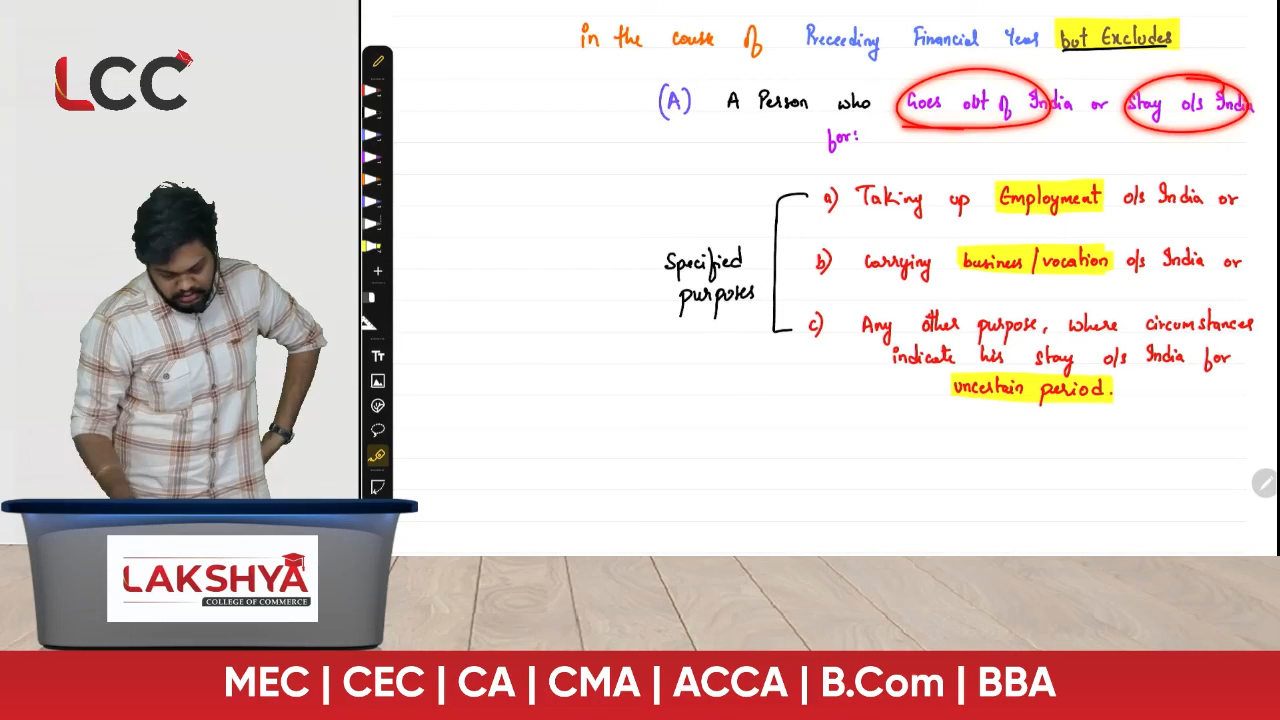 LCC
in the course of Preceeding Financial Year but Excludes
(A) A Person who Goes out of India or stay o/s India
for:
a) Taking up Employment o/s India or
Specified purposes
b) carrying business/vocation o/s India or
c) Any other purpose, where circumstances
indicate his stay o/s India for
uncertain period.
Tт
LAKSHYA
COLLEGE OF COMMERCE
MEC | CEC | CA | CMA | ACCA | B.Com | BBA